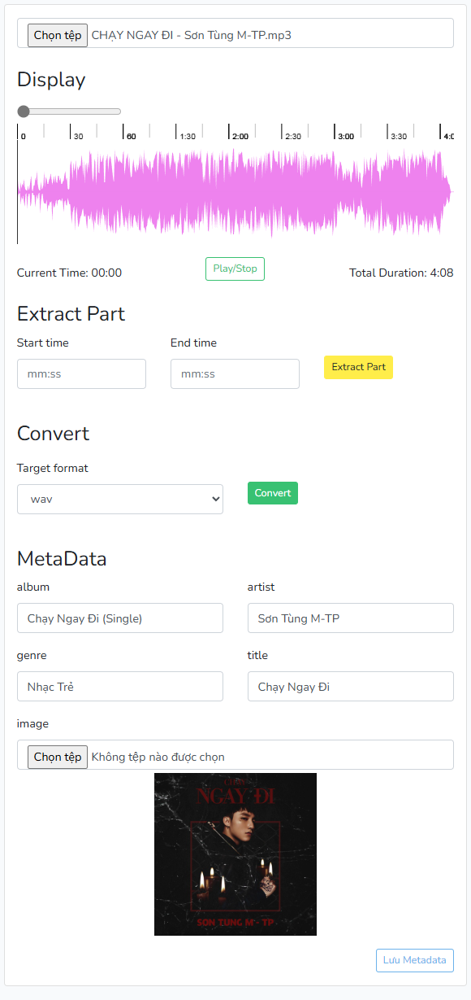 Chọn tệp CHẠY NGAY ĐI - Sơn Tùng M-TP.mp3
Display
0 30 60 1:30 2:00 2:30 3:00 3:30 4:0
Current Time: 00:00 Play/Stop Total Duration: 4:08
Extract Part
Start time End time
mm:ss mm:ss Extract Part
Convert
Target format
wav Convert
MetaData
album artist
Chạy Ngay Đi (Single) Sơn Tùng M-TP
genre title
Nhạc Trẻ Chạy Ngay Đi
image
Chọn tệp Không tệp nào được chọn
CHẠY
NGAY ĐI
SƠN TÙNG M - TP
Lưu Metadata